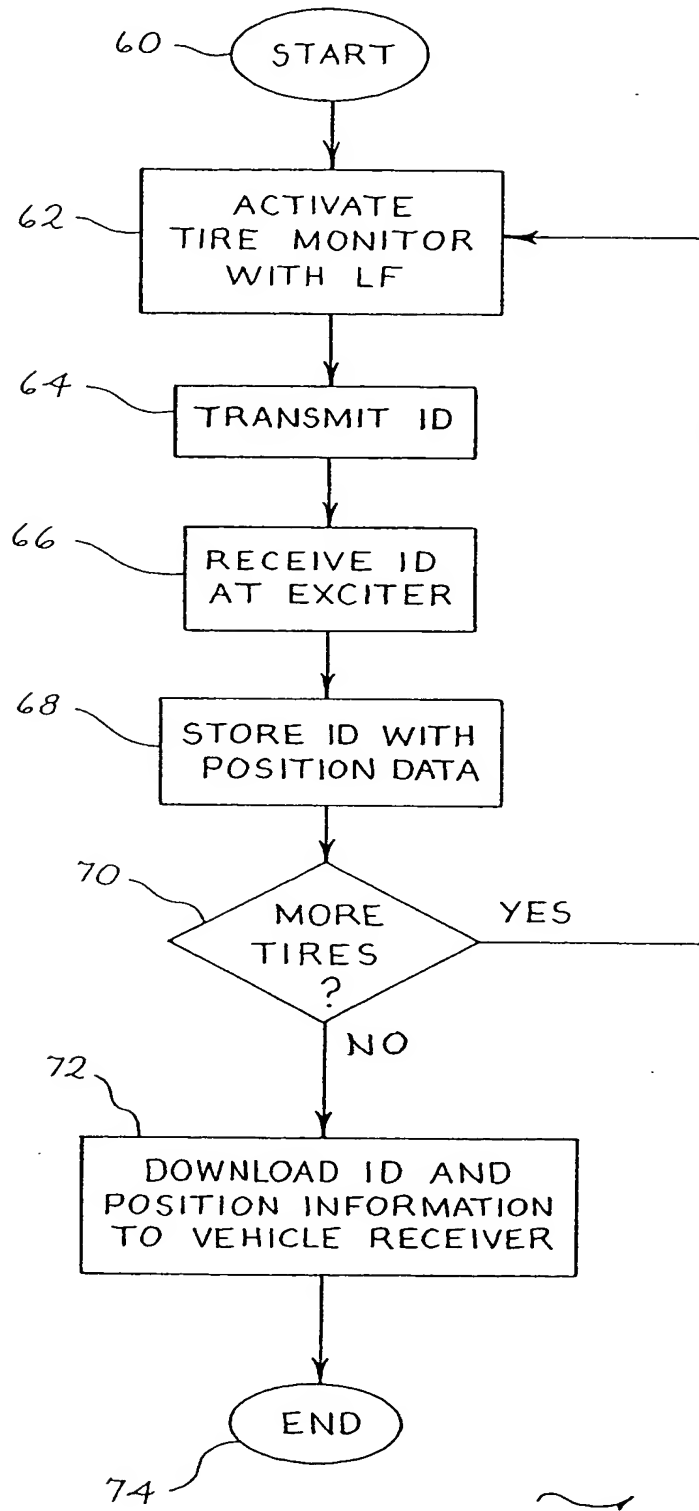 60
START
62
ACTIVATE
TIRE MONITOR
WITH LF
64
TRANSMIT ID
66
RECEIVE ID
AT EXCITER
68
STORE ID WITH
POSITION DATA
70
MORE
TIRES
?
YES
NO
72
DOWNLOAD ID AND
POSITION INFORMATION
TO VEHICLE RECEIVER
END
74